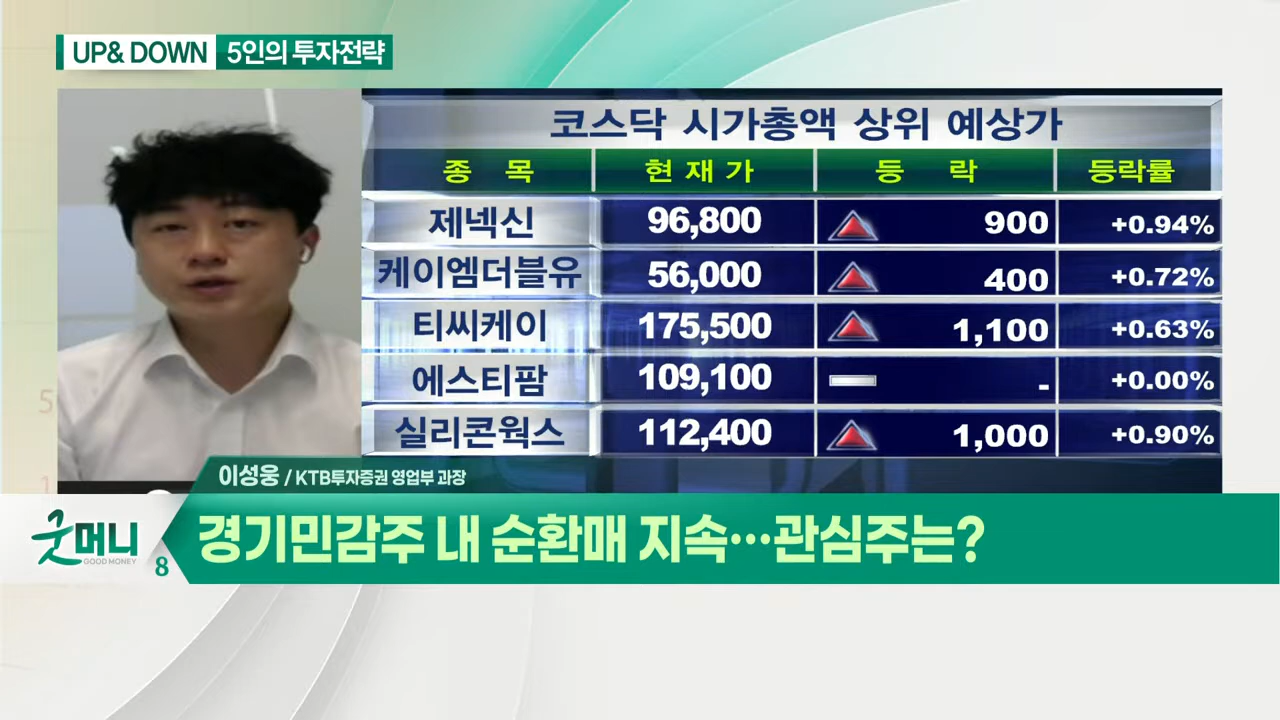 UP& DOWN 5인의 투자전략
코스닥 시가총액 상위 예상가
종 목 현 재 가 등 락 등락률
제넥신 96,800 ▲ 900 +0.94%
케이엠더블유 56,000 ▲ 400 +0.72%
티씨케이 175,500 ▲ 1,100 +0.63%
에스티팜 109,100 - +0.00%
실리콘웍스 112,400 ▲ 1,000 +0.90%
5
1
이성웅 / KTB투자증권 영업부 과장
굿머니
GOOD MONEY
8
경기민감주 내 순환매 지속…관심주는?